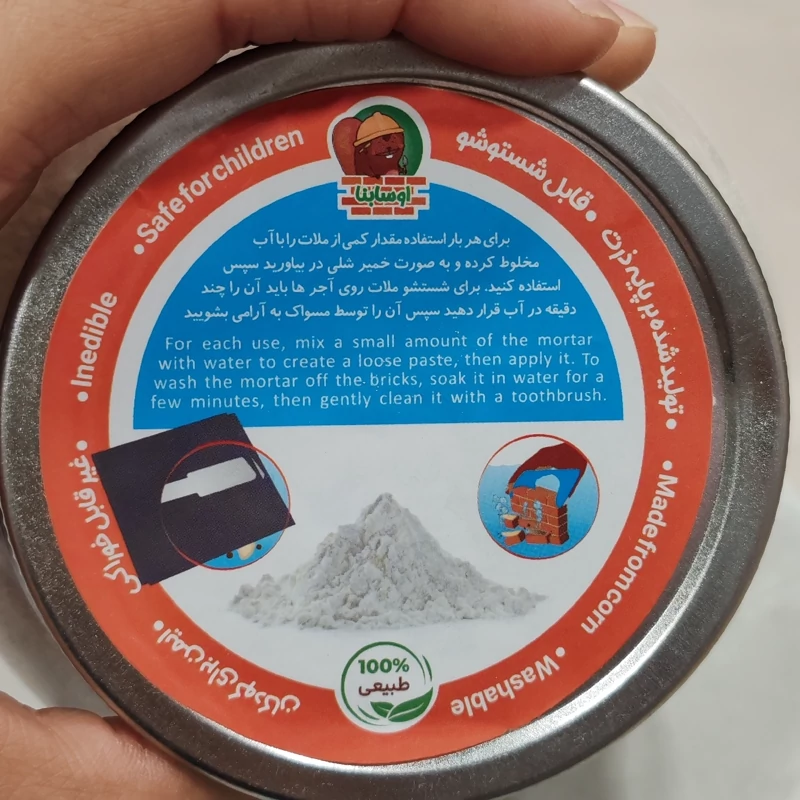 اوسابنا
برای هر بار استفاده مقدار کمی از ملات را با آب
مخلوط کرده و به صورت خمیر شلی در بیاورید سپس
استفاده کنید. برای شستشو ملات روی آجر ها باید آن را چند
دقیقه در آب قرار دهید سپس آن را توسط مسواک به آرامی بشویید
For each use, mix a small amount of the mortar
with water to create a loose paste, then apply it. To
wash the mortar off the bricks, soak it in water for a
few minutes, then gently clean it with a toothbrush.
• قابل شستوشو
• تولید شده بر پایه ذرت
• Made from corn
• Washable
100%
طبیعی
• ایمن برای کودکان
• غیر قابل خوراکی
• Inedible
• Safe for children